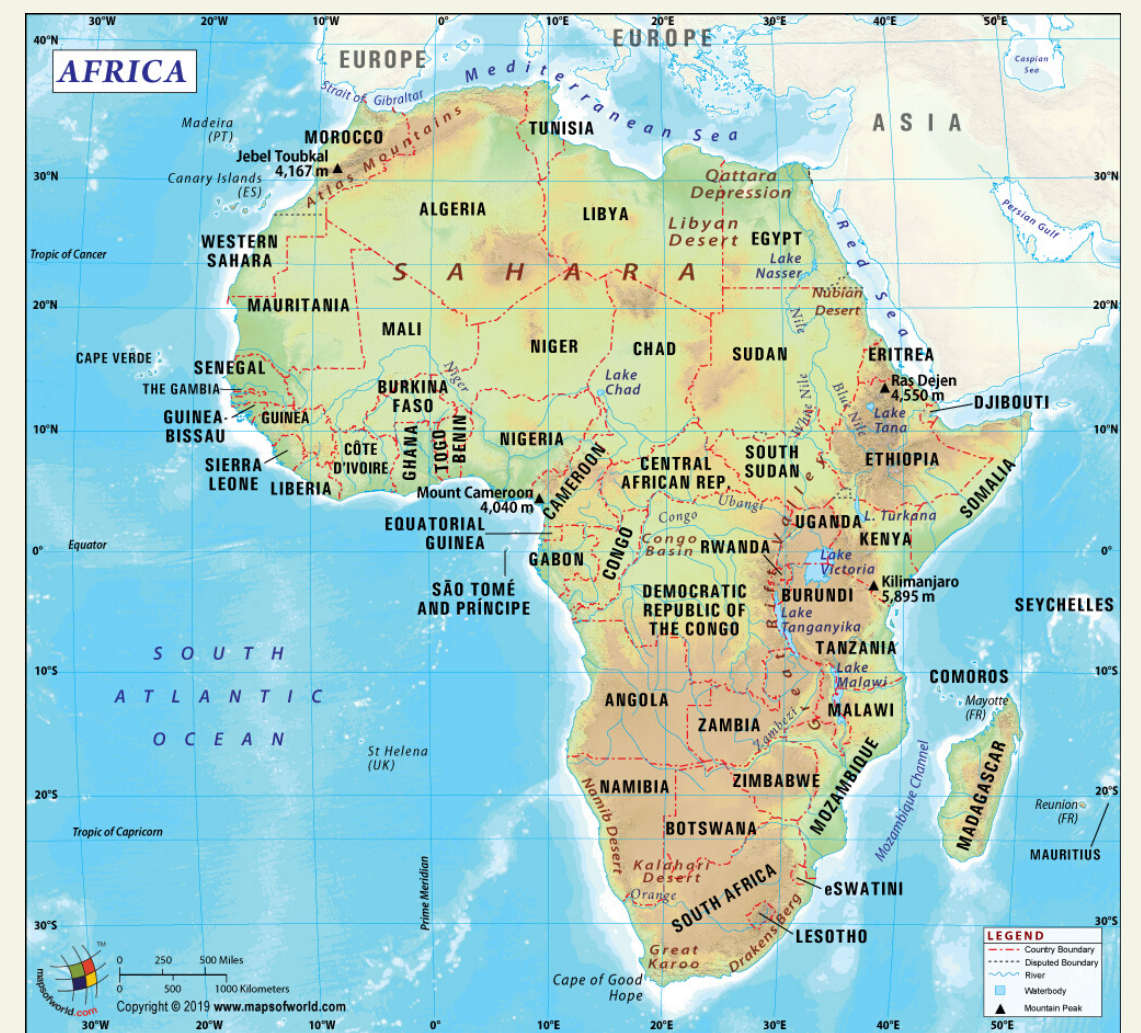 30°W
20°W
10°W
0°
10°E
20°E
30°E
40°E
50°E
40°N
AFRICA
EUROPE
EUROPE
Caspian
Sea
Mediterranean Sea
Strait of Gibraltar
ASIA
Madeira
(PT)
MOROCCO
TUNISIA
Jebel Toubkal
4,167 m
Atlas Mountains
30°N
30°N
Canary Islands
(ES)
Qattara
Depression
ALGERIA
LIBYA
Libyan
Desert
EGYPT
Persian Gulf
Red Sea
WESTERN
SAHARA
Tropic of Cancer
Lake
Nasser
SAHARA
20°N
20°N
MAURITANIA
Nubian
Desert
Nile
MALI
NIGER
CHAD
SUDAN
ERITREA
CAPE VERDE
SENEGAL
THE GAMBIA
BURKINA
FASO
Niger
Lake
Chad
White Nile
Blue Nile
Ras Dejen
4,550 m
Lake
Tana
DJIBOUTI
GUINEA-
BISSAU
GUINEA
10°N
10°N
CÔTE
D'IVOIRE
GHANA
TOGO
BENIN
NIGERIA
SIERRA
LEONE
LIBERIA
CAMEROON
CENTRAL
AFRICAN REP.
SOUTH
SUDAN
ETHIOPIA
SOMALIA
Mount Cameroon
4,040 m
Ubangi
Congo
Great Rift Valley
EQUATORIAL
GUINEA
UGANDA
L. Turkana
KENYA
Congo
Basin
RWANDA
0°
0°
Equator
GABON
CONGO
Lake
Victoria
SÃO TOMÉ
AND PRÍNCIPE
DEMOCRATIC
REPUBLIC OF
THE CONGO
BURUNDI
Kilimanjaro
5,895 m
Lake
Tanganyika
SEYCHELLES
TANZANIA
SOUTH
ATLANTIC
OCEAN
10°S
10°S
Lake
Malawi
COMOROS
Mayotte
(FR)
ANGOLA
ZAMBIA
MALAWI
Zambezi
St Helena
(UK)
NAMIBIA
ZIMBABWE
MOZAMBIQUE
Mozambique Channel
MADAGASCAR
20°S
20°S
Reunion
(FR)
MAURITIUS
Tropic of Capricorn
Namib Desert
BOTSWANA
Kalahari
Desert
Prime Meridian
Orange
SOUTH AFRICA
eSWATINI
LESOTHO
30°S
30°S
Drakens Berg
Great
Karoo
Cape of Good
Hope
TM
mapsofworld.com
0 250 500 Miles
0 500 1000 Kilometers
Copyright © 2019 www.mapsofworld.com
LEGEND
Country Boundary
Disputed Boundary
River
Waterbody
Mountain Peak
30°W
20°W
10°W
0°
10°E
20°E
30°E
40°E
50°E